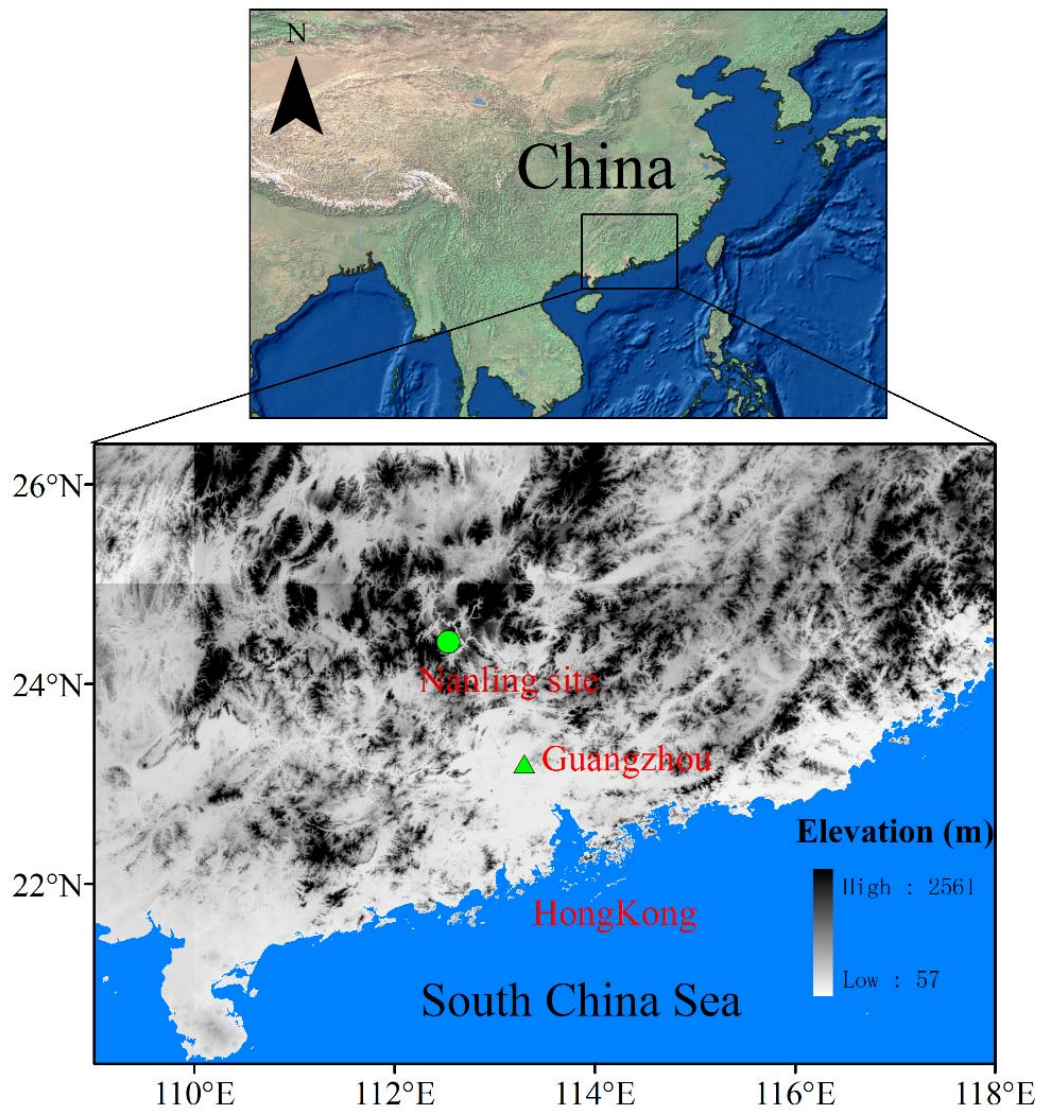 N
China
26°N
24°N
22°N
Nanling site
Guangzhou
Elevation (m)
High : 2561
Low : 57
HongKong
South China Sea
110°E
112°E
114°E
116°E
118°E